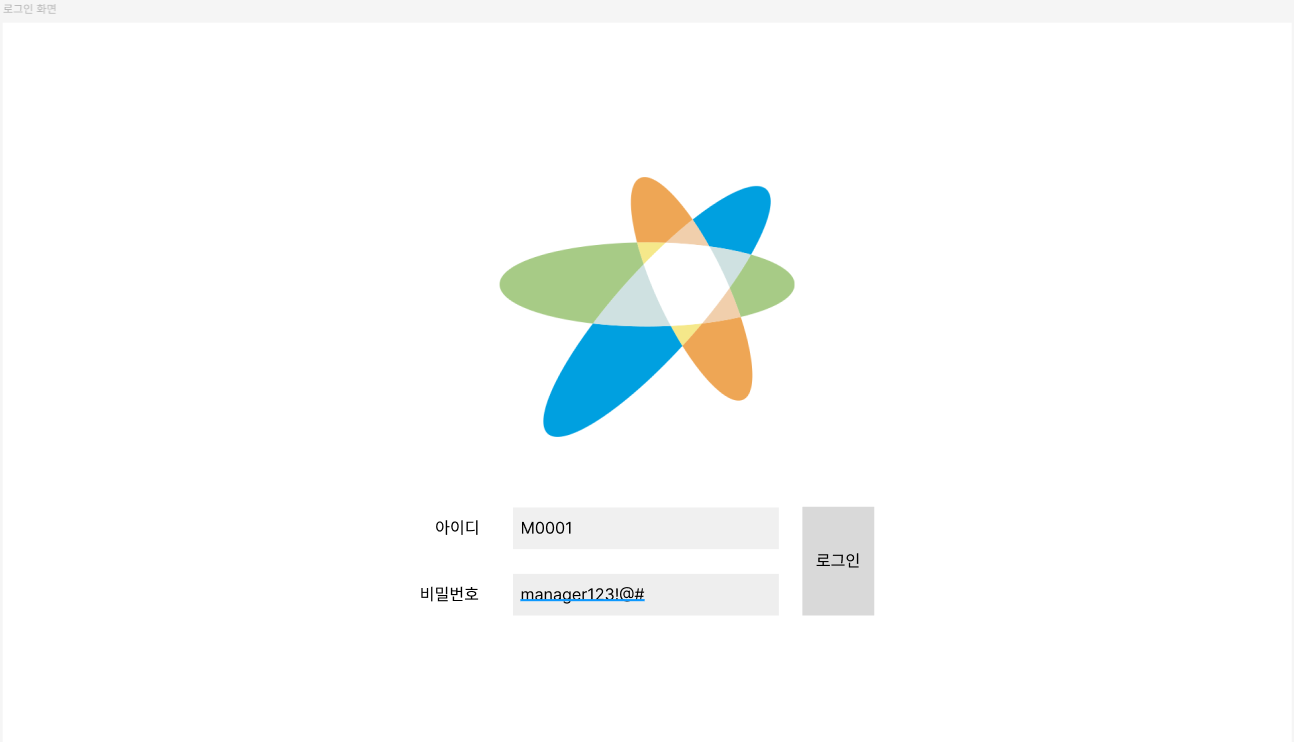 로그인 화면
아이디
M0001
로그인
비밀번호
manager123!@#